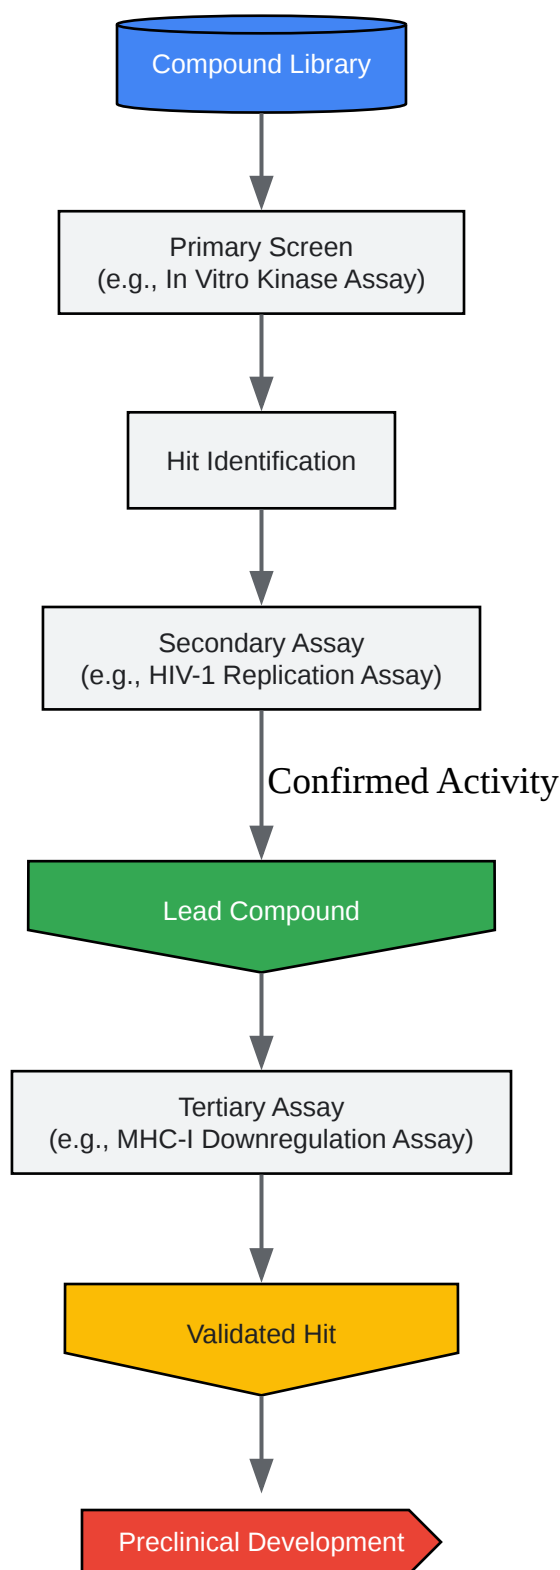 Compound Library
Primary Screen
(e.g., In Vitro Kinase Assay)
Hit Identification
Secondary Assay
(e.g., HIV-1 Replication Assay)
Confirmed Activity
Lead Compound
Tertiary Assay
(e.g., MHC-I Downregulation Assay)
Validated Hit
Preclinical Development